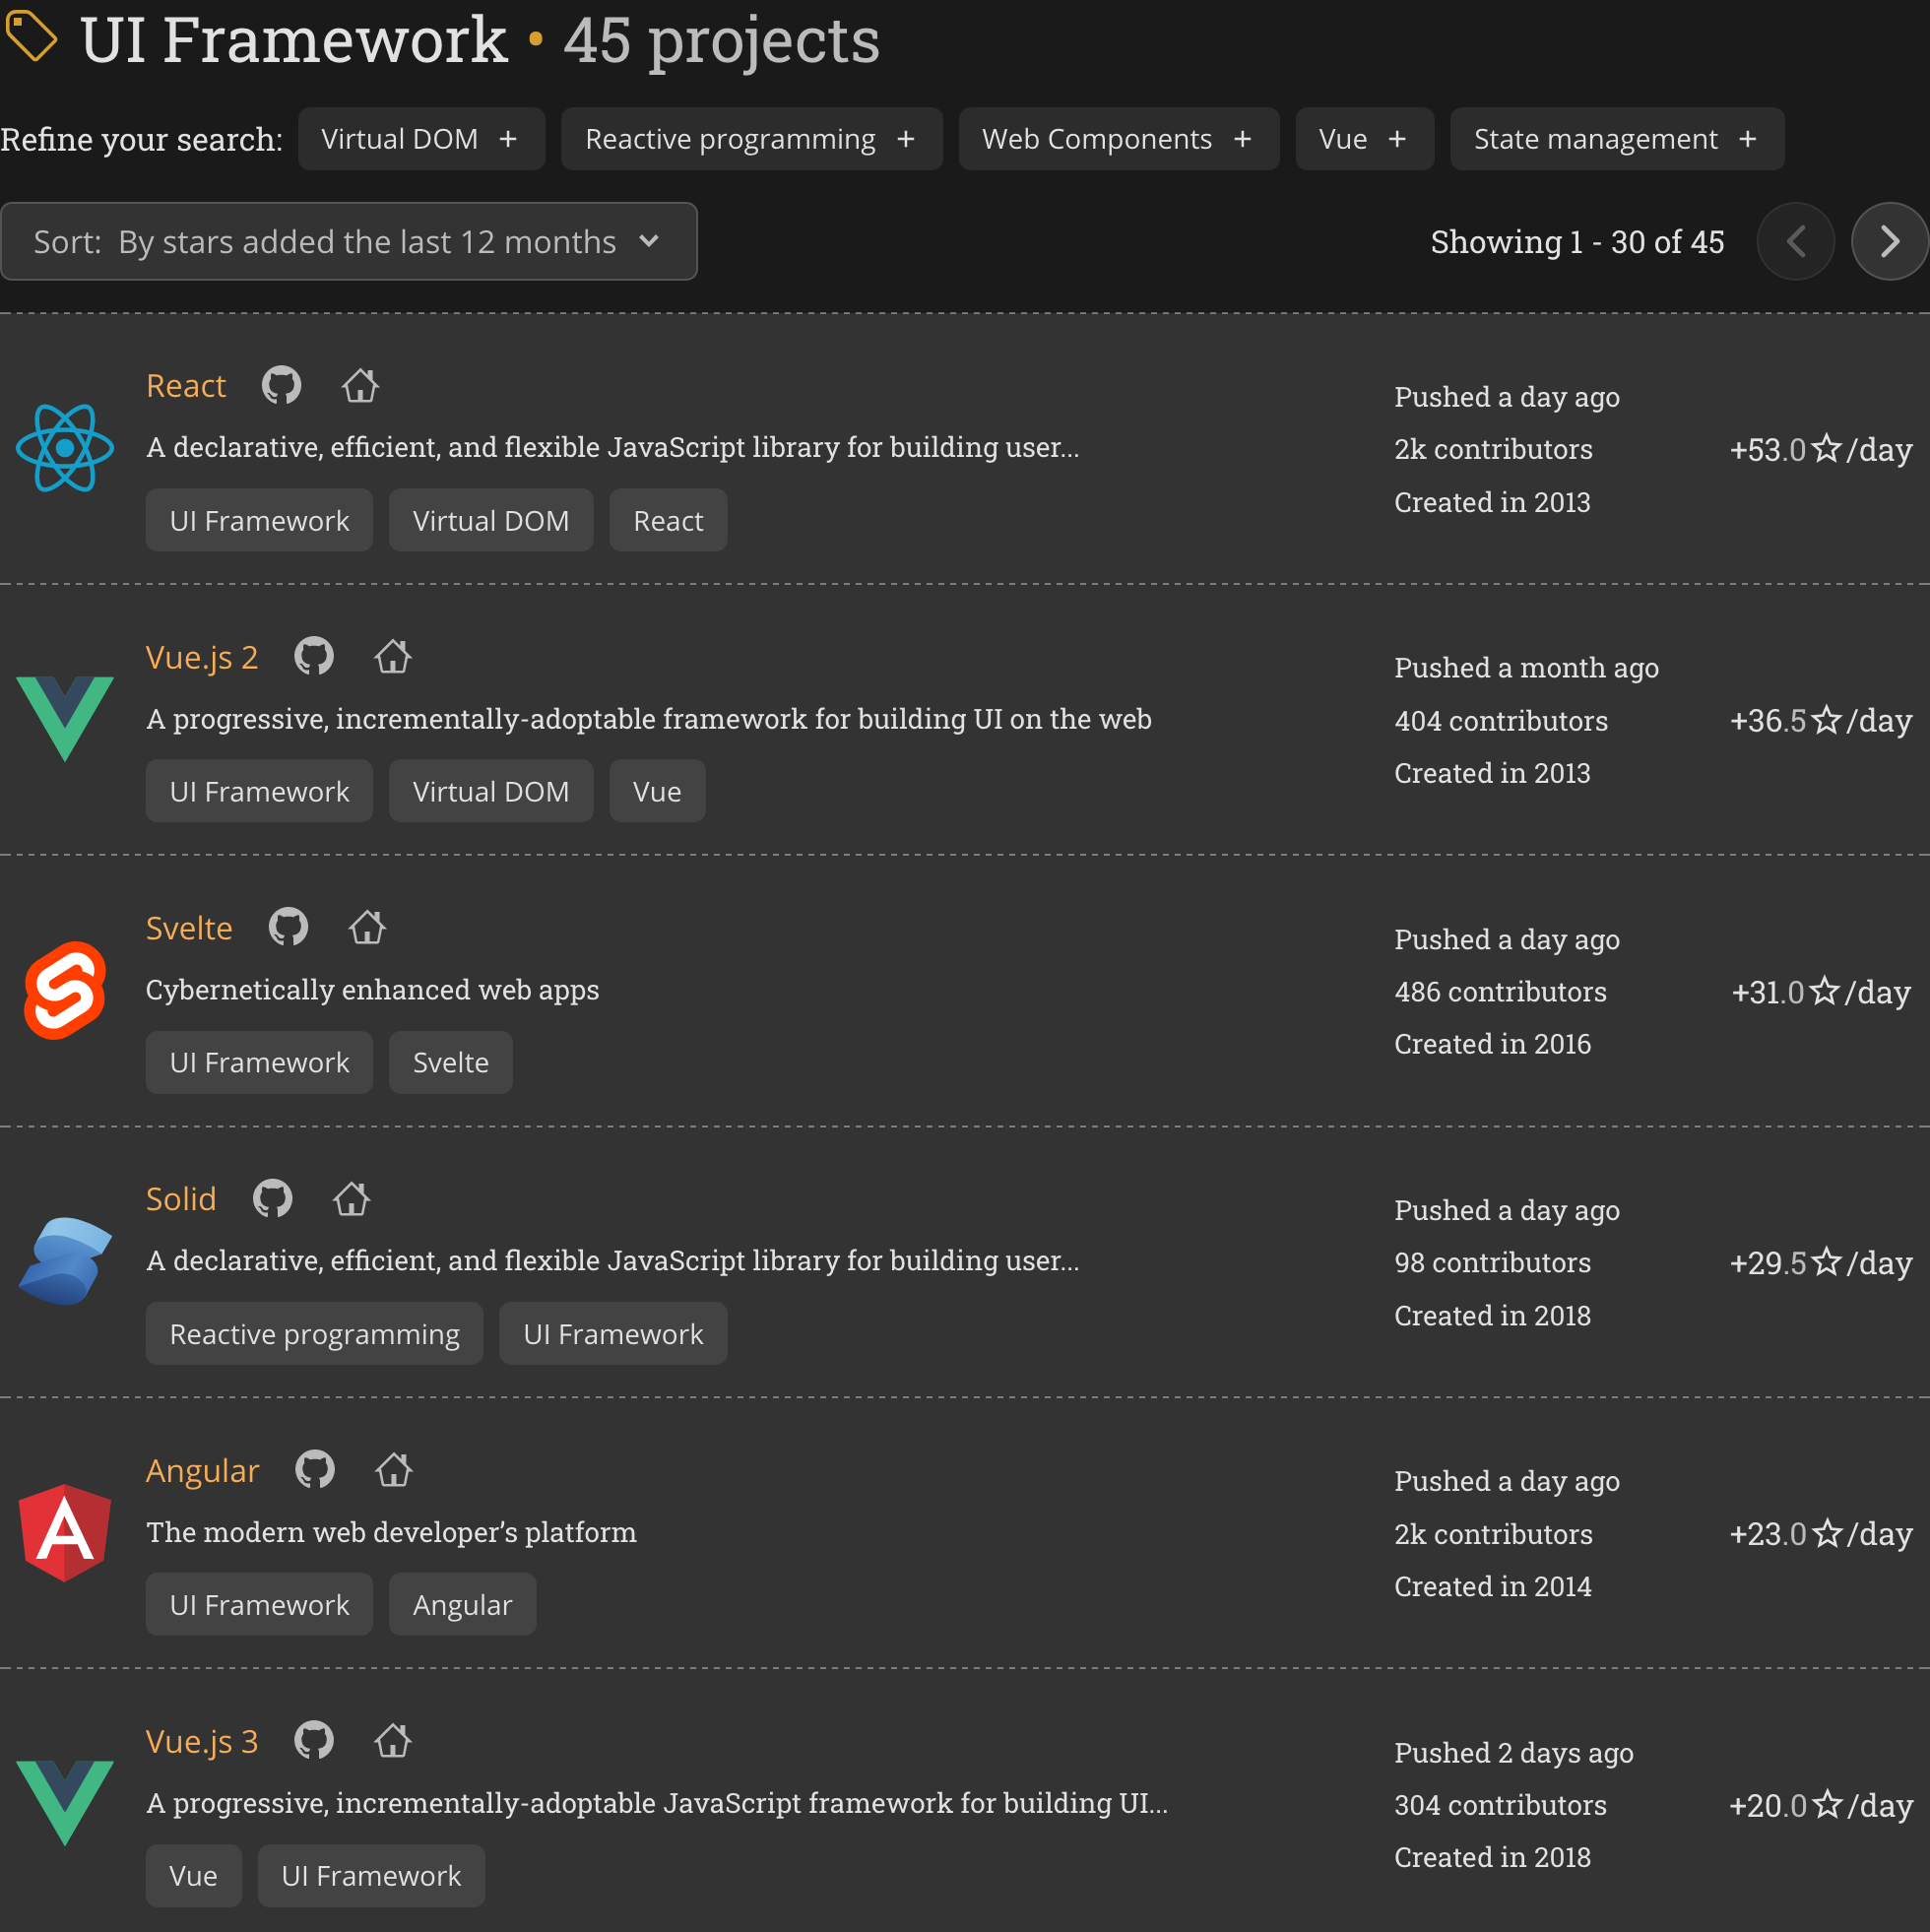 UI Framework • 45 projects
Refine your search: Virtual DOM + Reactive programming + Web Components + Vue + State management +
Sort: By stars added the last 12 months
Showing 1 - 30 of 45
React
A declarative, efficient, and flexible JavaScript library for building user...
UI Framework Virtual DOM React
Pushed a day ago
2k contributors
Created in 2013
+53.0☆/day
Vue.js 2
A progressive, incrementally-adoptable framework for building UI on the web
UI Framework Virtual DOM Vue
Pushed a month ago
404 contributors
Created in 2013
+36.5☆/day
Svelte
Cybernetically enhanced web apps
UI Framework Svelte
Pushed a day ago
486 contributors
Created in 2016
+31.0☆/day
Solid
A declarative, efficient, and flexible JavaScript library for building user...
Reactive programming UI Framework
Pushed a day ago
98 contributors
Created in 2018
+29.5☆/day
Angular
The modern web developer’s platform
UI Framework Angular
Pushed a day ago
2k contributors
Created in 2014
+23.0☆/day
Vue.js 3
A progressive, incrementally-adoptable JavaScript framework for building UI...
Vue UI Framework
Pushed 2 days ago
304 contributors
Created in 2018
+20.0☆/day